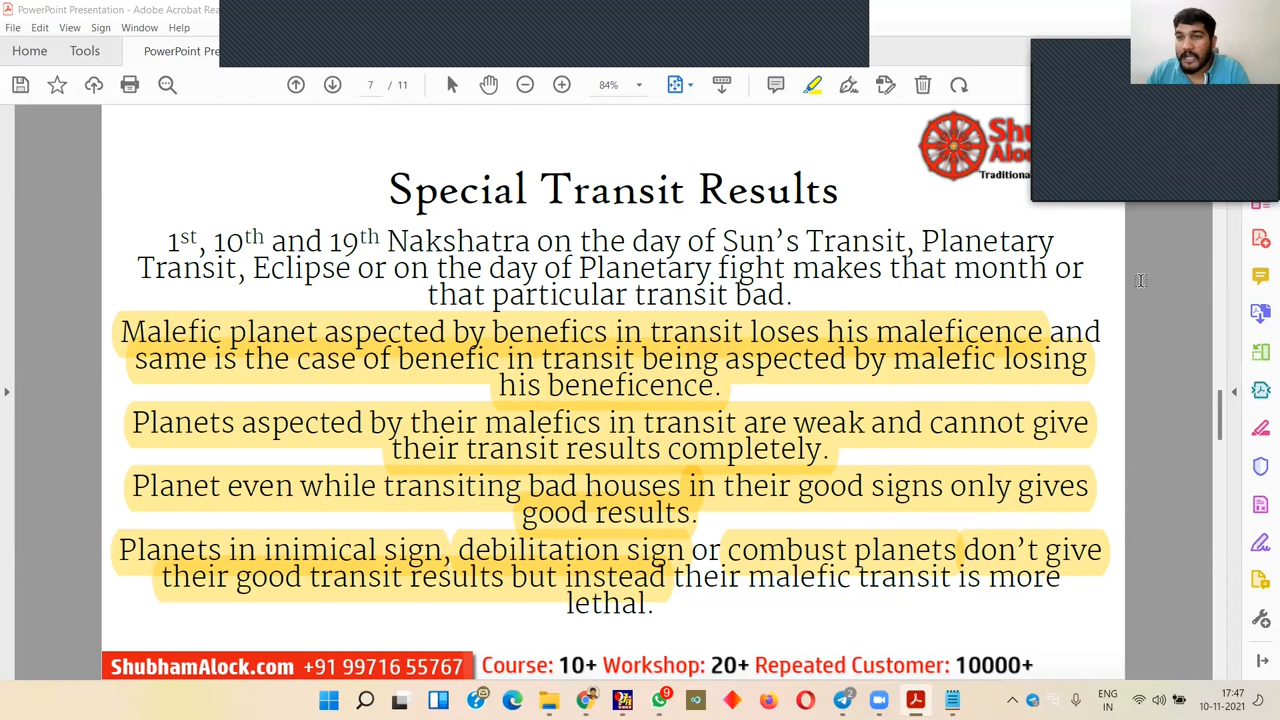 PowerPoint Presentation - Adobe Acrobat Rea
File Edit View Sign Window Help
Home Tools PowerPoint Pre
7 / 11 84%
Shu
Aloc
Traditiona
Special Transit Results
1st, 10th and 19th Nakshatra on the day of Sun's Transit, Planetary
Transit, Eclipse or on the day of Planetary fight makes that month or
that particular transit bad.
Malefic planet aspected by benefics in transit loses his maleficence and
same is the case of benefic in transit being aspected by malefic losing
his beneficence.
Planets aspected by their malefics in transit are weak and cannot give
their transit results completely.
Planet even while transiting bad houses in their good signs only gives
good results.
Planets in inimical sign, debilitation sign or combust planets don't give
their good transit results but instead their malefic transit is more
lethal.
ShubhamAlock.com +91 99716 55767 Course: 10+ Workshop: 20+ Repeated Customer: 10000+
9 2 ENG 17:47
IN 10-11-2021